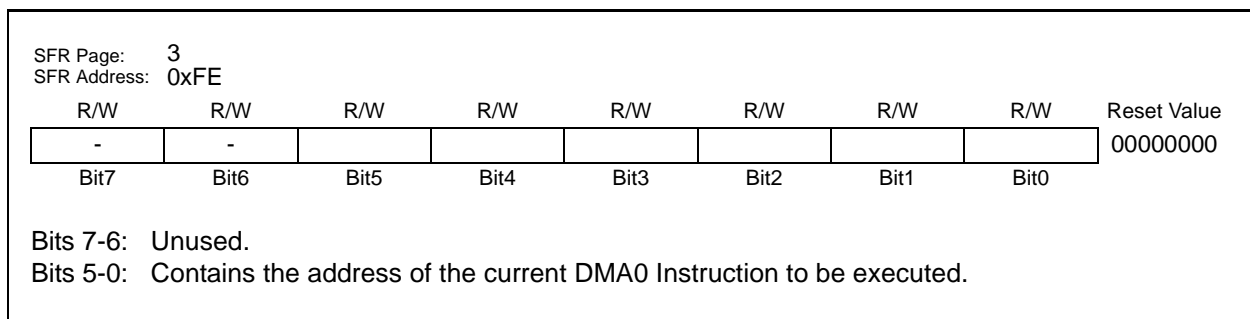 SFR Page: 3
SFR Address: 0xFE
R/W R/W R/W R/W R/W R/W R/W R/W Reset Value
- - 00000000
Bit7 Bit6 Bit5 Bit4 Bit3 Bit2 Bit1 Bit0
Bits 7-6: Unused.
Bits 5-0: Contains the address of the current DMA0 Instruction to be executed.